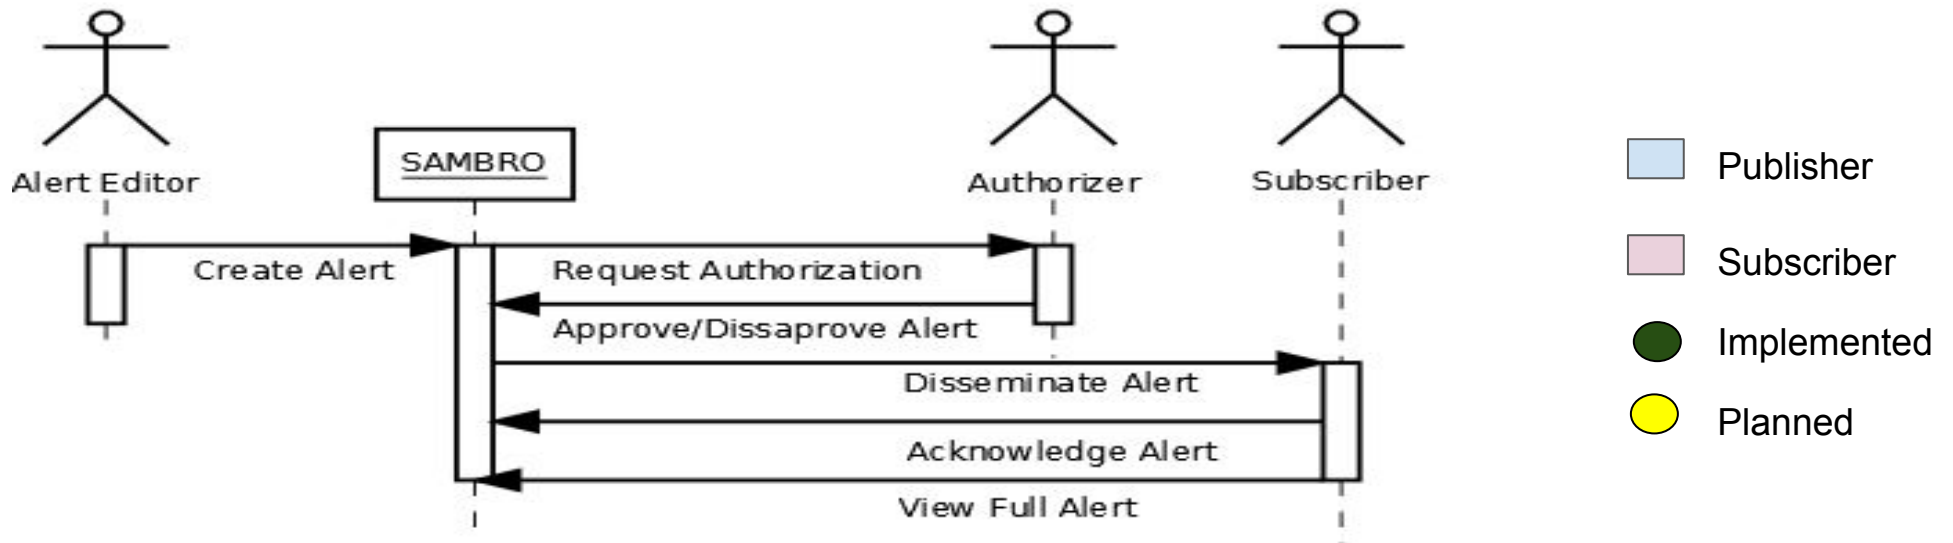 Alert Editor
SAMBRO
Authorizer
Subscriber
Create Alert
Request Authorization
Approve/Dissaprove Alert
Disseminate Alert
Acknowledge Alert
View Full Alert
Publisher
Subscriber
Implemented
Planned